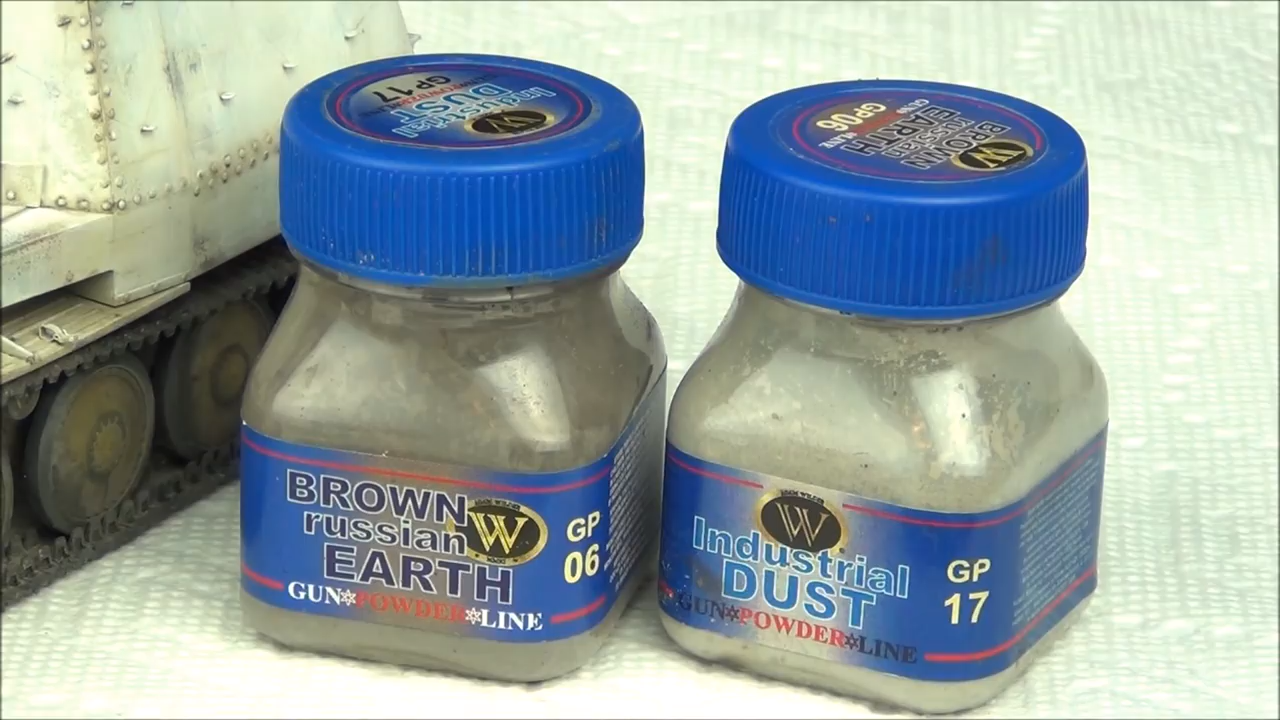 Industrial
DUST
GP17
BROWN
russian
EARTH
GP06
W
BROWN
russian
EARTH
W
GP
06
GUN POWDER LINE
W
Industrial
DUST
GP
17
GUN POWDER LINE